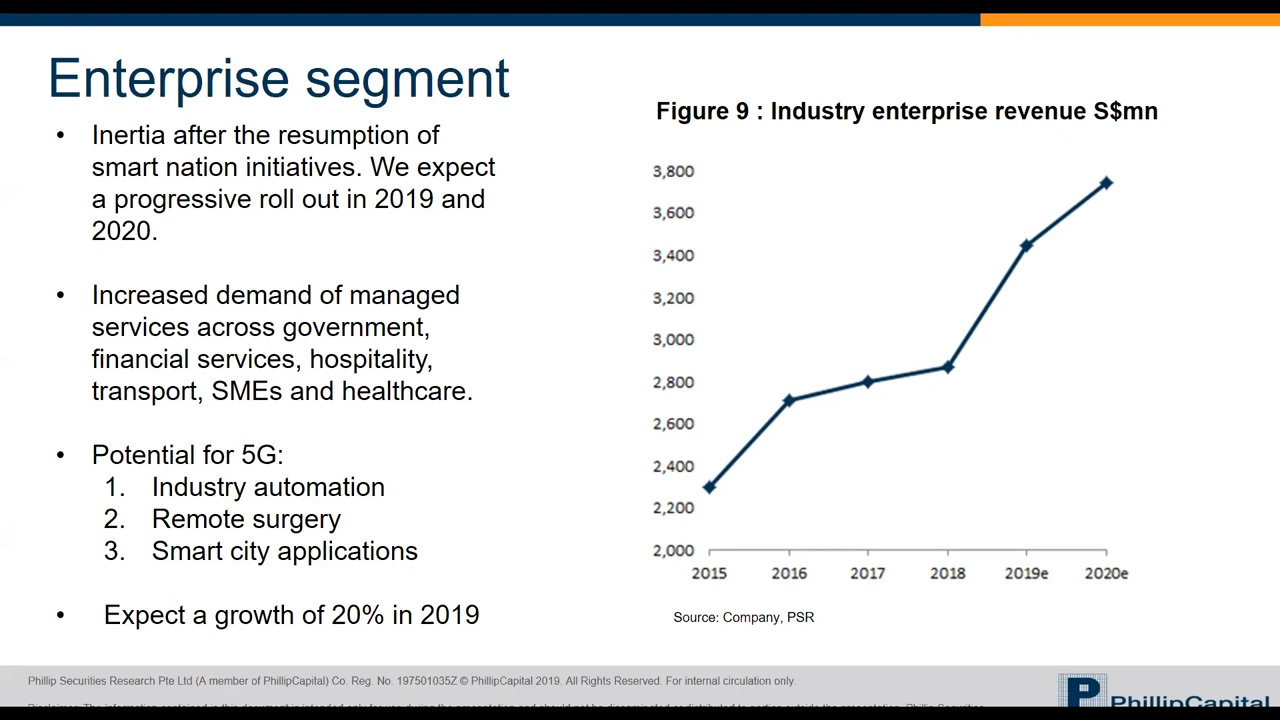 Enterprise segment
• Inertia after the resumption of
smart nation initiatives. We expect
a progressive roll out in 2019 and
2020.
• Increased demand of managed
services across government,
financial services, hospitality,
transport, SMEs and healthcare.
• Potential for 5G:
1. Industry automation
2. Remote surgery
3. Smart city applications
• Expect a growth of 20% in 2019
Figure 9 : Industry enterprise revenue S$mn
3,800
3,600
3,400
3,200
3,000
2,800
2,600
2,400
2,200
2,000
2015 2016 2017 2018 2019e 2020e
Source: Company, PSR
Phillip Securities Research Pte Ltd (A member of PhillipCapital) Co. Reg. No. 197501035Z © PhillipCapital 2019. All Rights Reserved. For internal circulation only.
P
PhillipCapital